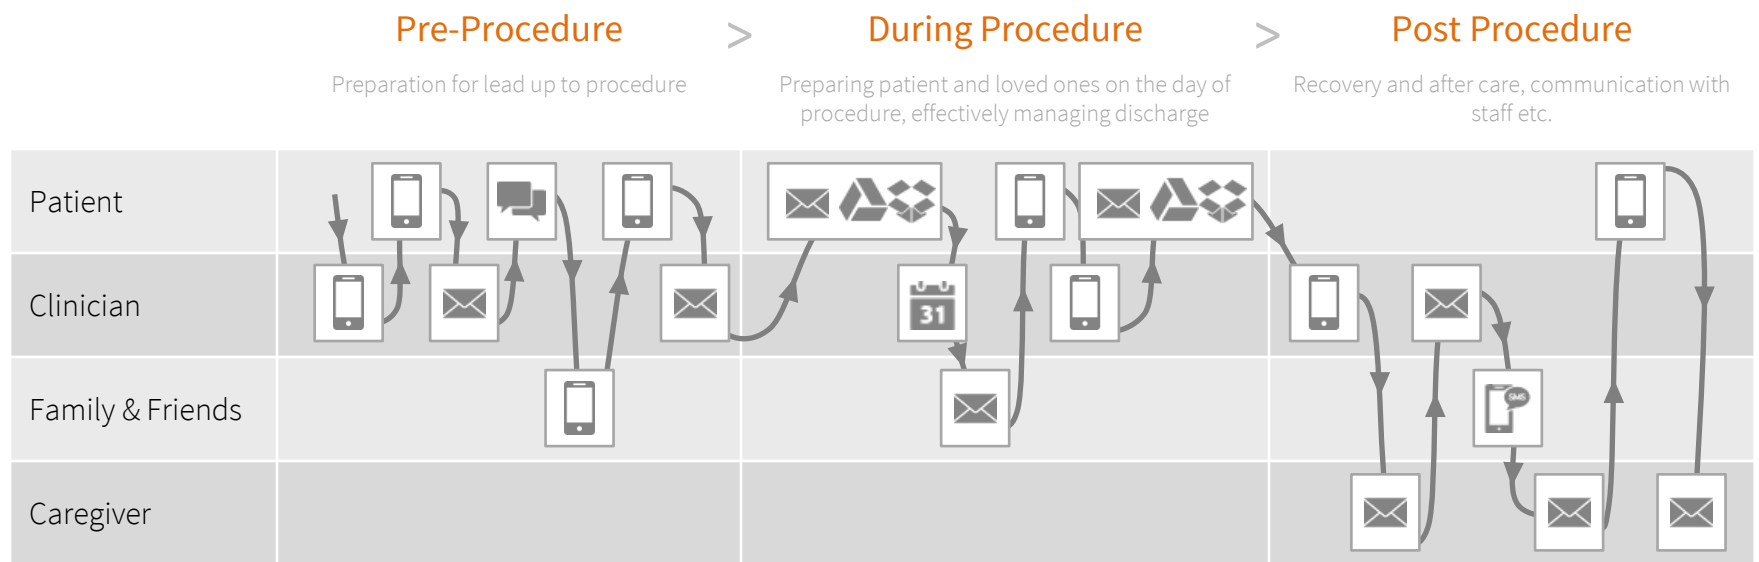 Pre-Procedure > During Procedure > Post Procedure
Preparation for lead up to procedure
Preparing patient and loved ones on the day of
procedure, effectively managing discharge
Recovery and after care, communication with
staff etc.
Patient
Clinician
31
Family & Friends
SMS
Caregiver